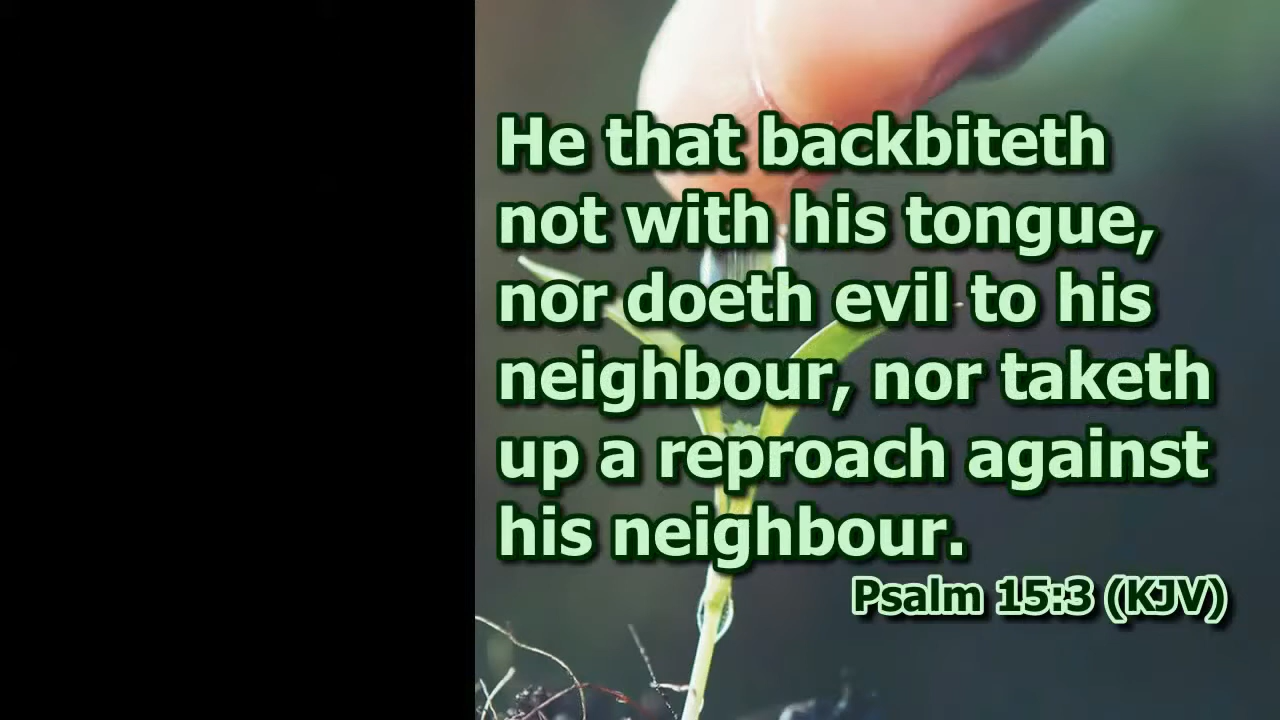 He that backbiteth
not with his tongue,
nor doeth evil to his
neighbour, nor taketh
up a reproach against
his neighbour.
Psalm 15:3 (KJV)